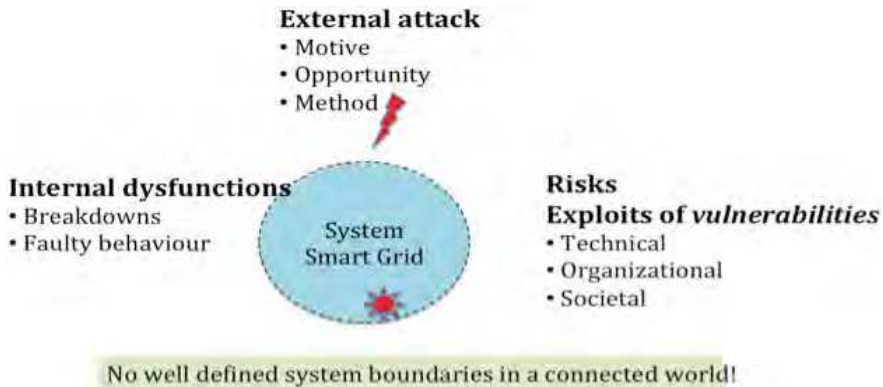 External attack
• Motive
• Opportunity
• Method
Internal dysfunctions
• Breakdowns
• Faulty behaviour
System
Smart Grid
Risks
Exploits of vulnerabilities
• Technical
• Organizational
• Societal
No well defined system boundaries in a connected world!